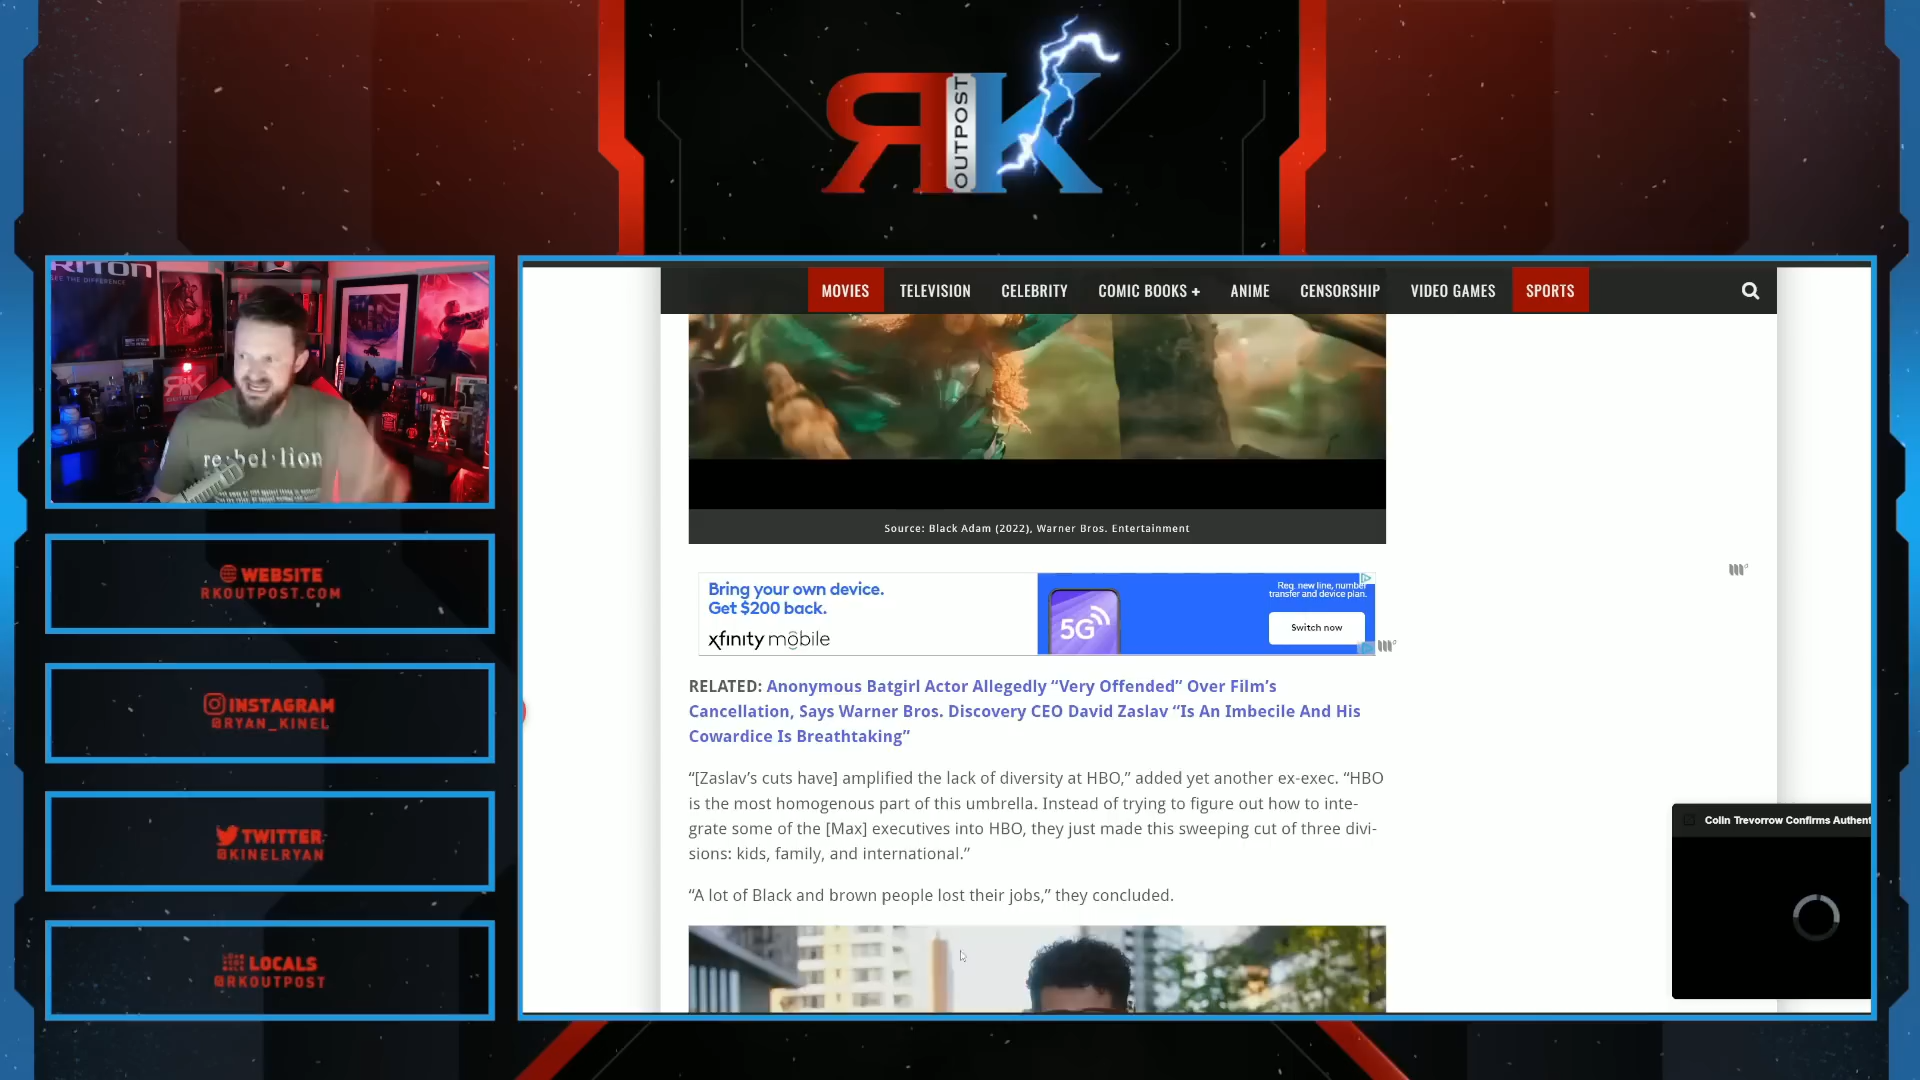 RK
OUTPOST
RITON
SEE THE DIFFERENCE
re·bel·lion
WEBSITE
RKOUTPOST.COM
INSTAGRAM
@RYAN_KINEL
TWITTER
@KINELRYAN
LOCALS
@RKOUTPOST
MOVIES TELEVISION CELEBRITY COMIC BOOKS + ANIME CENSORSHIP VIDEO GAMES SPORTS
Source: Black Adam (2022), Warner Bros. Entertainment
Bring your own device.
Get $200 back.
xfinity mobile
5G
Reg. new line, number
transfer and device plan.
Switch now
RELATED: Anonymous Batgirl Actor Allegedly “Very Offended” Over Film’s
Cancellation, Says Warner Bros. Discovery CEO David Zaslav “Is An Imbecile And His
Cowardice Is Breathtaking”
“[Zaslav’s cuts have] amplified the lack of diversity at HBO,” added yet another ex-exec. “HBO
is the most homogenous part of this umbrella. Instead of trying to figure out how to inte-
grate some of the [Max] executives into HBO, they just made this sweeping cut of three divi-
sions: kids, family, and international.”
“A lot of Black and brown people lost their jobs,” they concluded.
Colin Trevorrow Confirms Authent